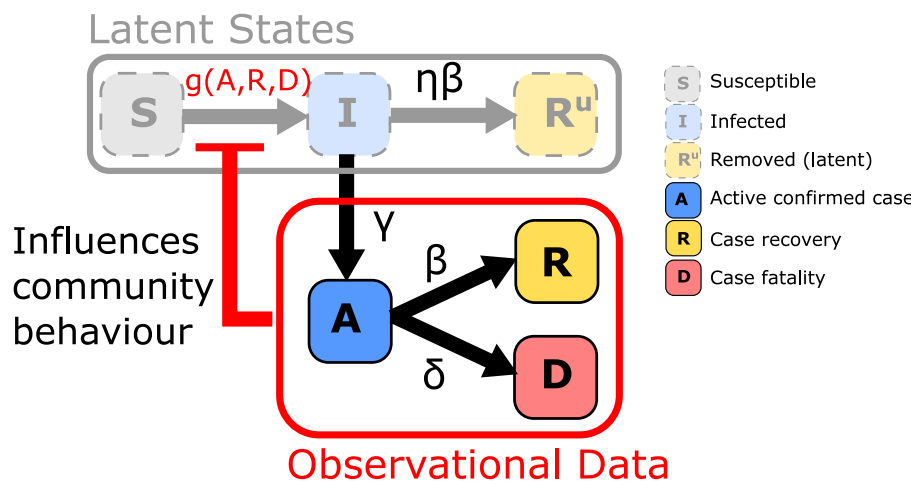 Latent States
S
g(A,R,D)
I
ηβ
Rᵘ
S Susceptible
I Infected
Rᵘ Removed (latent)
A Active confirmed case
R Case recovery
D Case fatality
Influences
community
behaviour
γ
A
β
R
δ
D
Observational Data